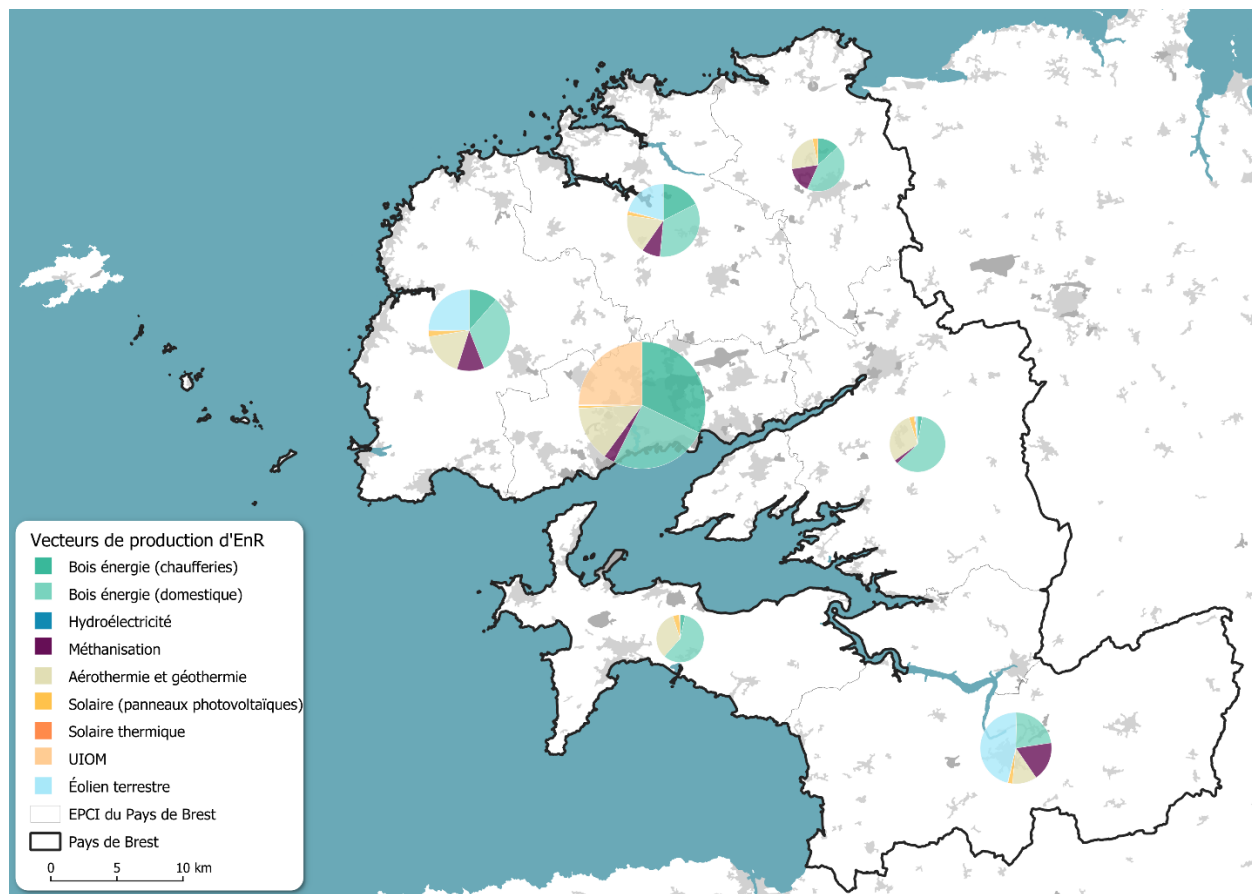 Vecteurs de production d'EnR
Bois énergie (chaufferies)
Bois énergie (domestique)
Hydroélectricité
Méthanisation
Aérothermie et géothermie
Solaire (panneaux photovoltaïques)
Solaire thermique
UIOM
Éolien terrestre
EPCI du Pays de Brest
Pays de Brest
0 5 10 km